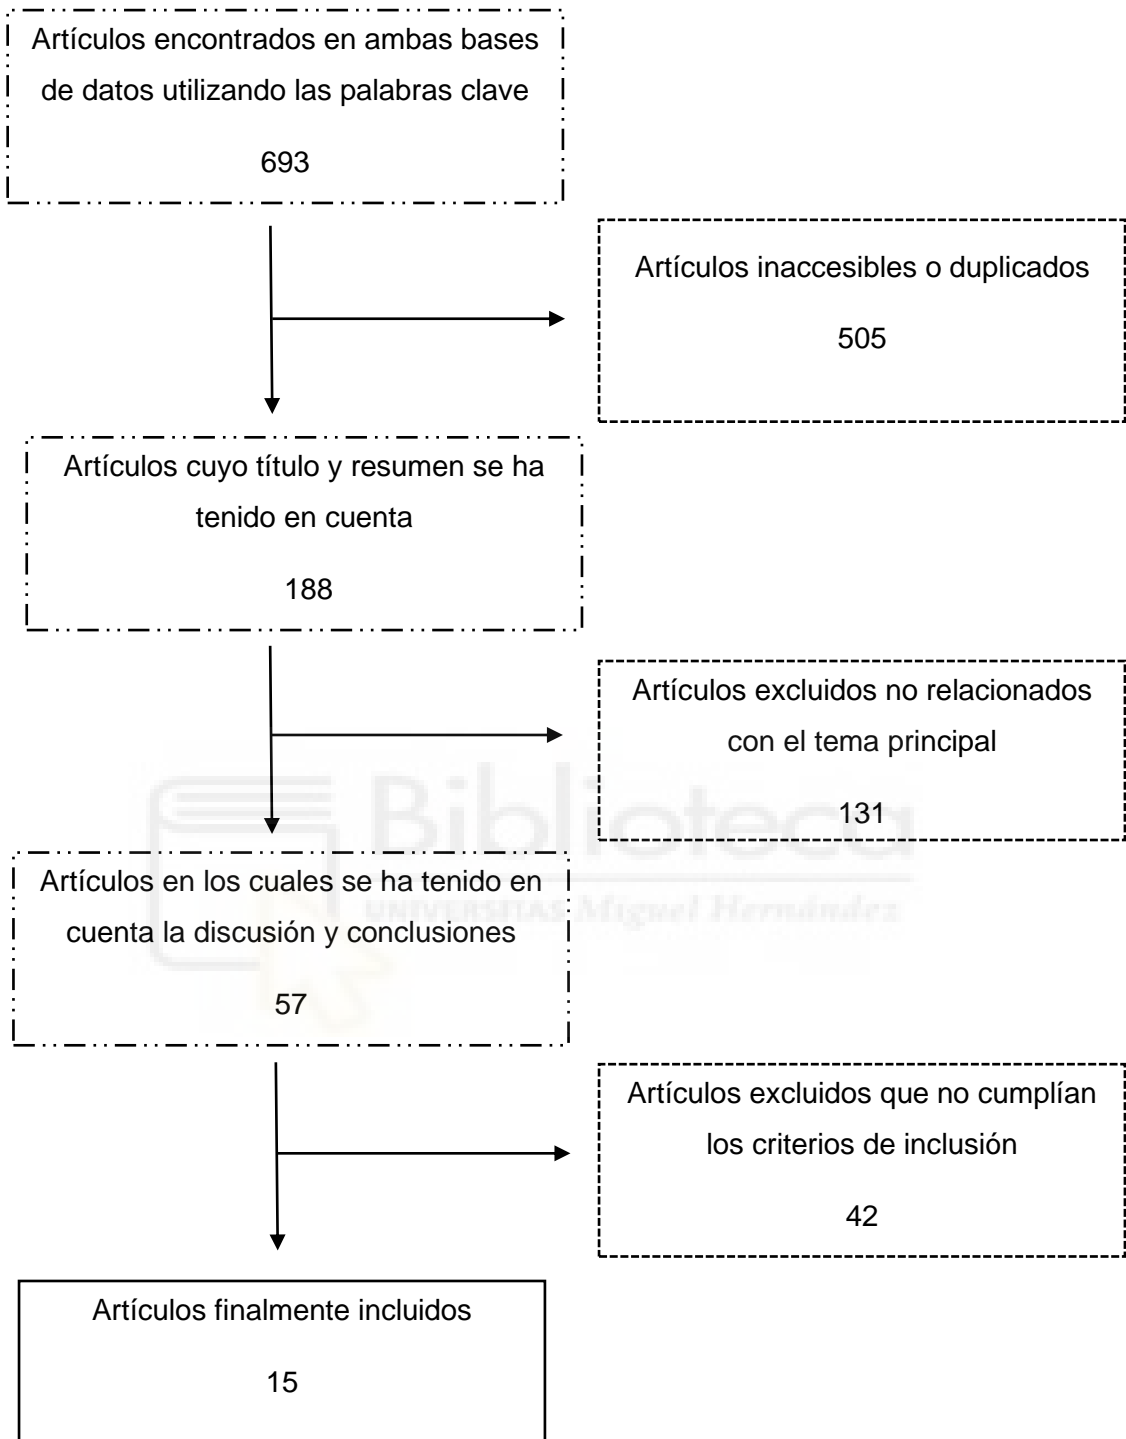 Artículos encontrados en ambas bases
de datos utilizando las palabras clave
693
Artículos inaccesibles o duplicados
505
Artículos cuyo título y resumen se ha
tenido en cuenta
188
Artículos excluidos no relacionados
con el tema principal
131
Biblioteca
UNIVERSITAS Miguel Hernández
Artículos en los cuales se ha tenido en
cuenta la discusión y conclusiones
57
Artículos excluidos que no cumplían
los criterios de inclusión
42
Artículos finalmente incluidos
15